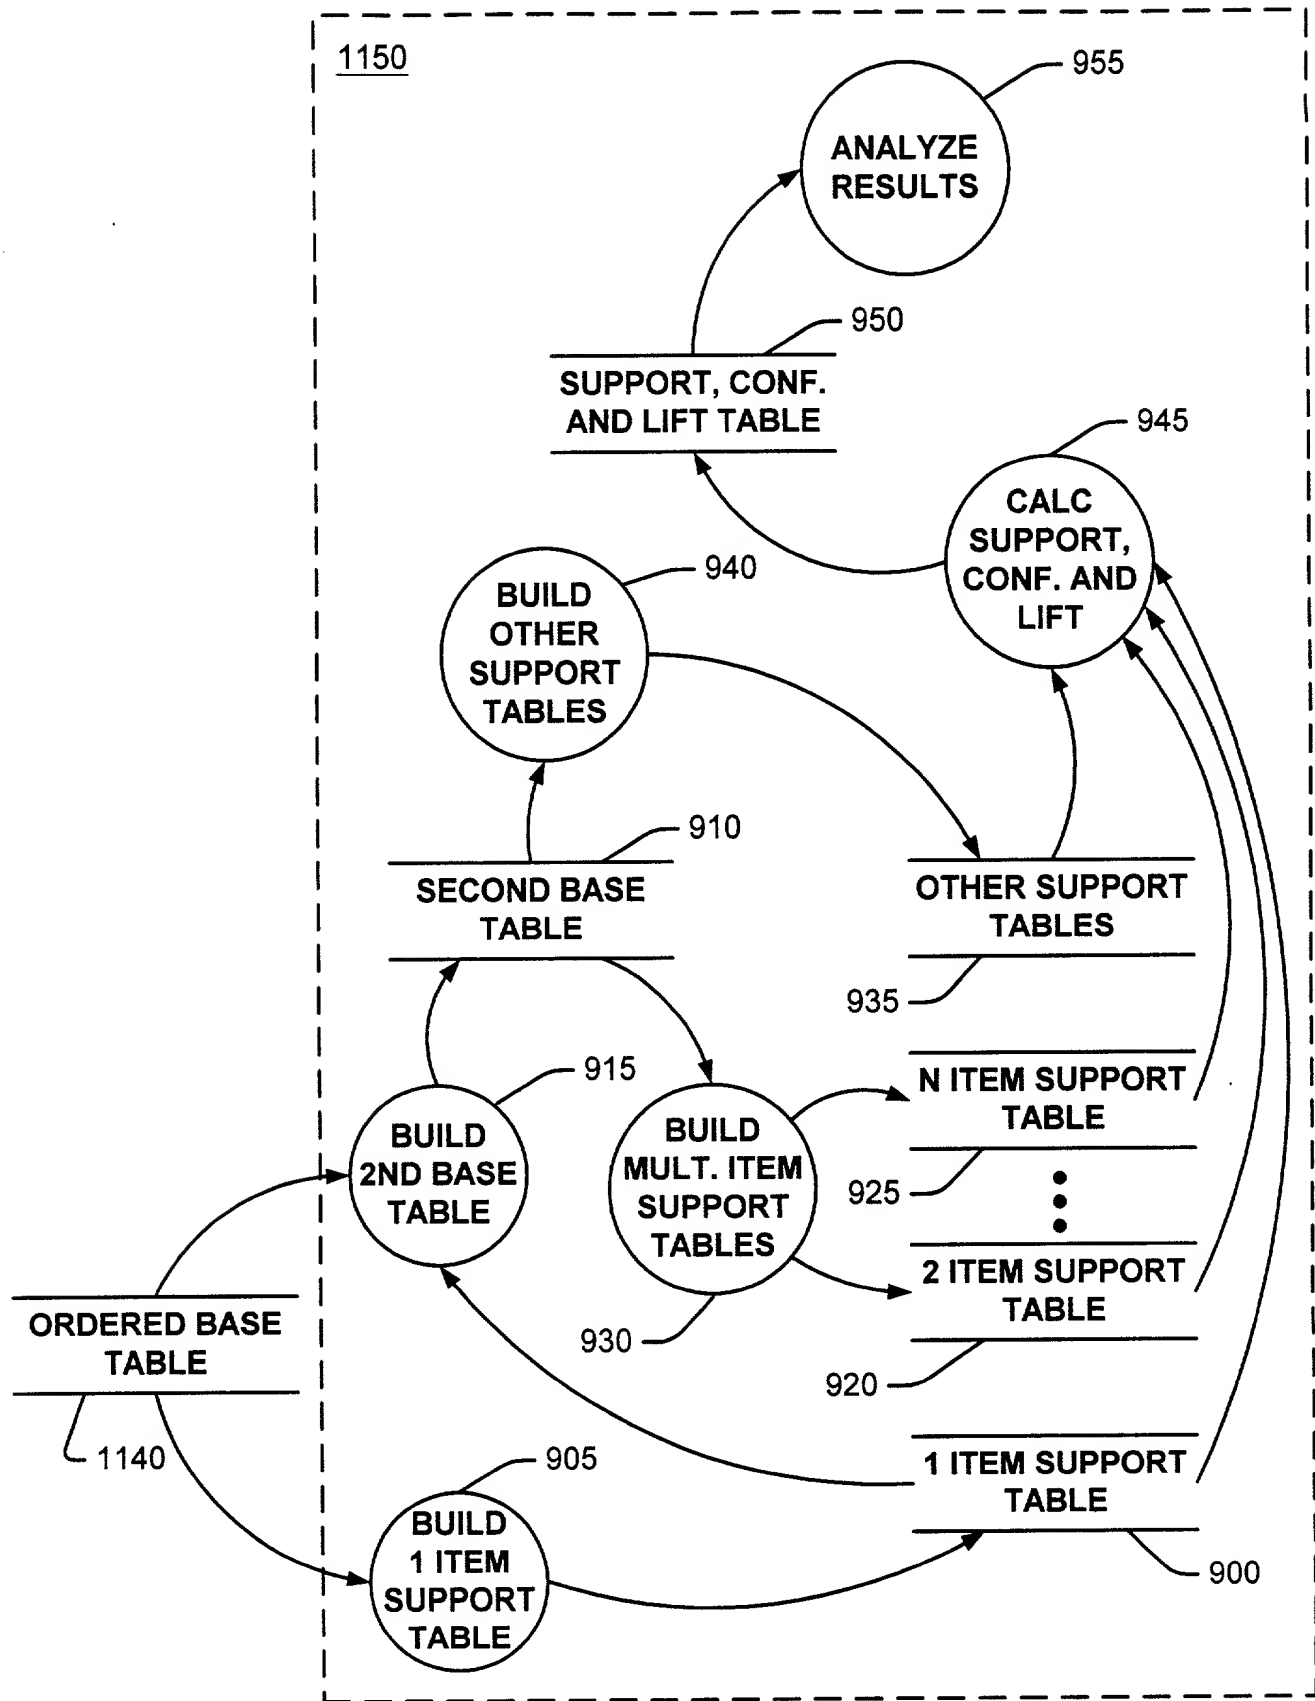 1150
955
ANALYZE
RESULTS
950
SUPPORT, CONF.
AND LIFT TABLE
945
CALC
SUPPORT,
CONF. AND
LIFT
940
BUILD
OTHER
SUPPORT
TABLES
910
SECOND BASE
TABLE
OTHER SUPPORT
TABLES
935
915
BUILD
2ND BASE
TABLE
BUILD
MULT. ITEM
SUPPORT
TABLES
930
N ITEM SUPPORT
TABLE
925
2 ITEM SUPPORT
TABLE
920
ORDERED BASE
TABLE
1140
905
BUILD
1 ITEM
SUPPORT
TABLE
1 ITEM SUPPORT
TABLE
900